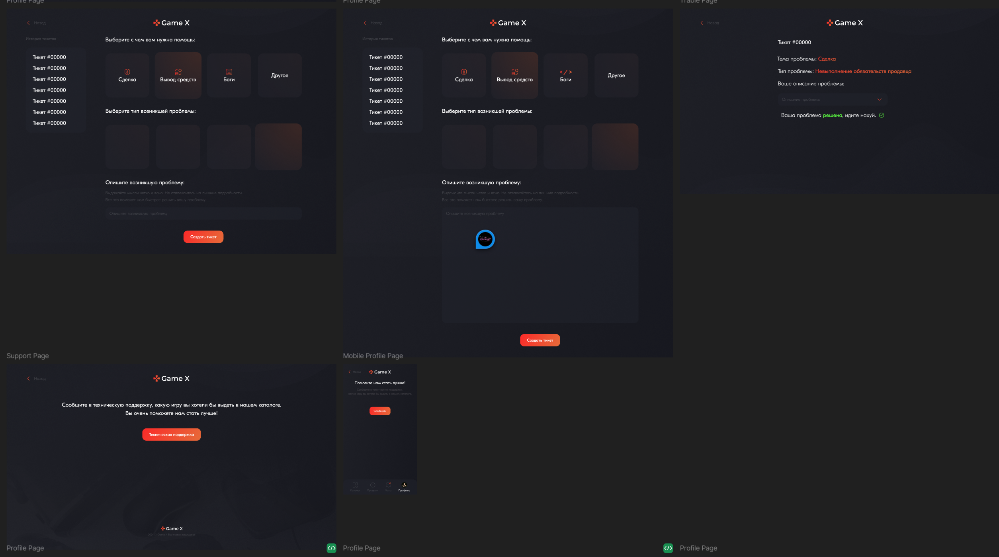 Profile Page
Назад
Game X
История тикетов
Тикет #00000
Тикет #00000
Тикет #00000
Тикет #00000
Тикет #00000
Тикет #00000
Тикет #00000
Выберите с чем вам нужна помощь:
Сделка
Вывод средств
Баги
Другое
Выберите тип возникшей проблемы:
Опишите возникшую проблему:
Выдажайте мысли четко и ясно. Не отвлекайтесь на лишние подробности.
Все это поможет нам быстрее решить вашу проблему.
Опишите возникшую проблему
Создать тикет
Profile Page
Назад
Game X
История тикетов
Тикет #00000
Тикет #00000
Тикет #00000
Тикет #00000
Тикет #00000
Тикет #00000
Тикет #00000
Выберите с чем вам нужна помощь:
Сделка
Вывод средств
</>
Баги
Другое
Выберите тип возникшей проблемы:
Опишите возникшую проблему:
Выдажайте мысли четко и ясно. Не отвлекайтесь на лишние подробности.
Все это поможет нам быстрее решить вашу проблему.
Опишите возникшую проблему
Создать тикет
Trable Page
Назад
Game X
Тикет #00000
Тема проблемы: Сделка
Тип проблемы: Невыполнение обязательств продавца
Ваше описание проблемы:
Описание проблемы
Ваша проблема решена, идите нахуй.
Support Page
Назад
Game X
Сообщите в техническую поддержку, какую игру вы хотели бы выдеть в нашем каталоге.
Вы очень поможете нам стать лучше!
Техническая поддержка
Game X
2024 © Game X Все права защищены
Mobile Profile Page
Назад
Game X
Помогите нам стать лучше!
Сообщите в техническую поддержку,
какую игру вы хотели бы выдеть в нашем каталоге.
Сообщить
Каталог
Продажи
Чаты
Профиль
Profile Page
</>
Profile Page
</>
Profile Page